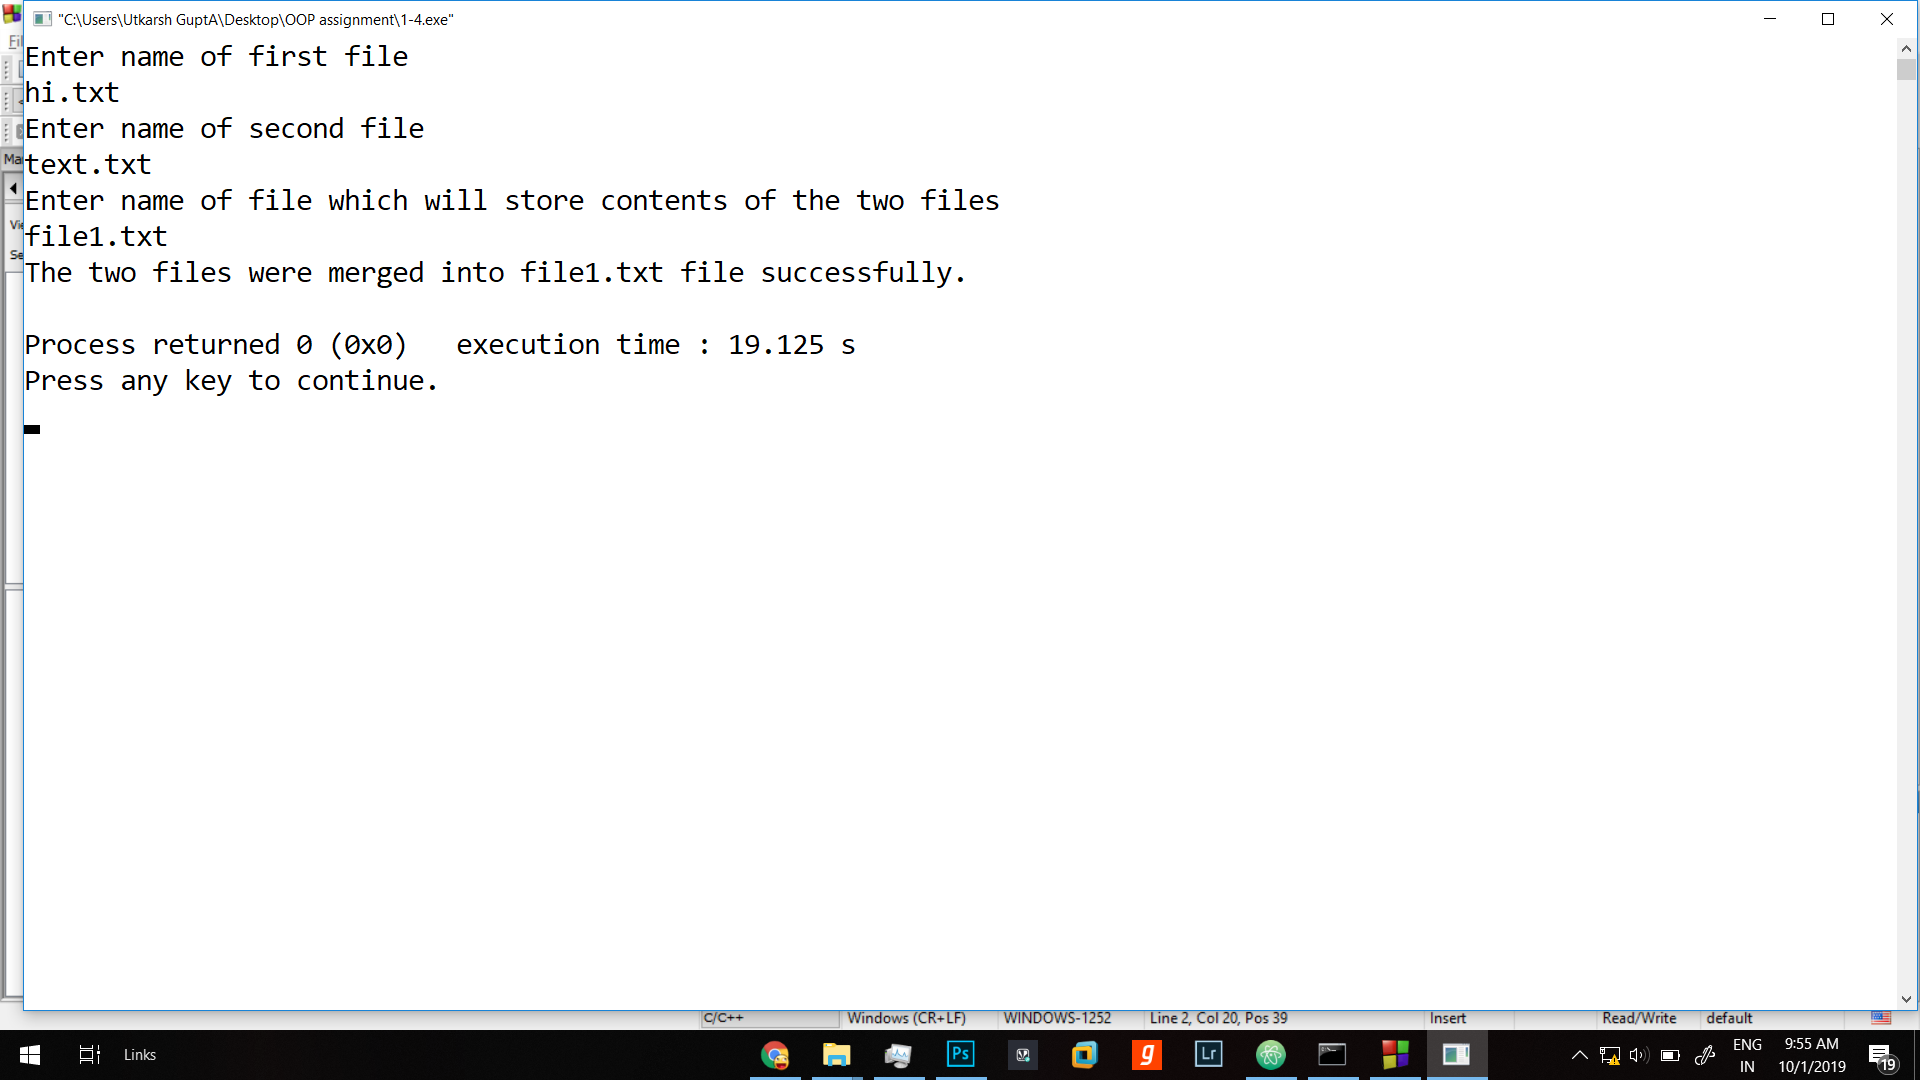 "C:\Users\Utkarsh GuptA\Desktop\OOP assignment\1-4.exe"
Enter name of first file
hi.txt
Enter name of second file
text.txt
Enter name of file which will store contents of the two files
file1.txt
The two files were merged into file1.txt file successfully.
Process returned 0 (0x0)   execution time : 19.125 s
Press any key to continue.
C/C++ Windows (CR+LF) WINDOWS-1252 Line 2, Col 20, Pos 39 Insert Read/Write default
Links
Ps
g
Lr
ENG
IN
9:55 AM
10/1/2019
19